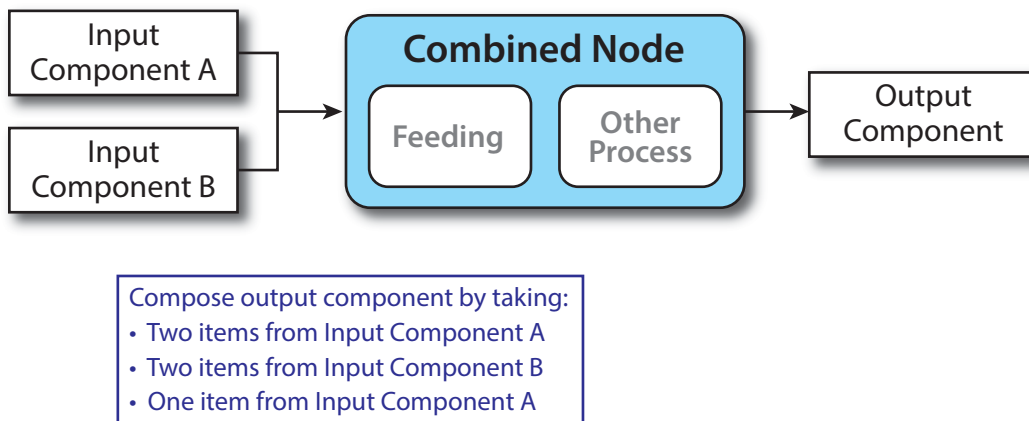 Input
Component A
Input
Component B
Combined Node
Feeding
Other
Process
Output
Component
Compose output component by taking:
• Two items from Input Component A
• Two items from Input Component B
• One item from Input Component A